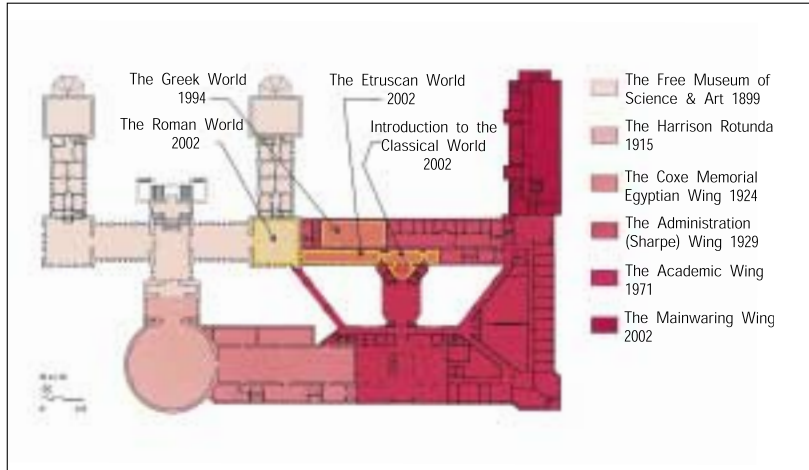 The Greek World
1994
The Etruscan World
2002
The Roman World
2002
Introduction to the
Classical World
2002
The Free Museum of
Science & Art 1899
The Harrison Rotunda
1915
The Coxe Memorial
Egyptian Wing 1924
The Administration
(Sharpe) Wing 1929
The Academic Wing
1971
The Mainwaring Wing
2002